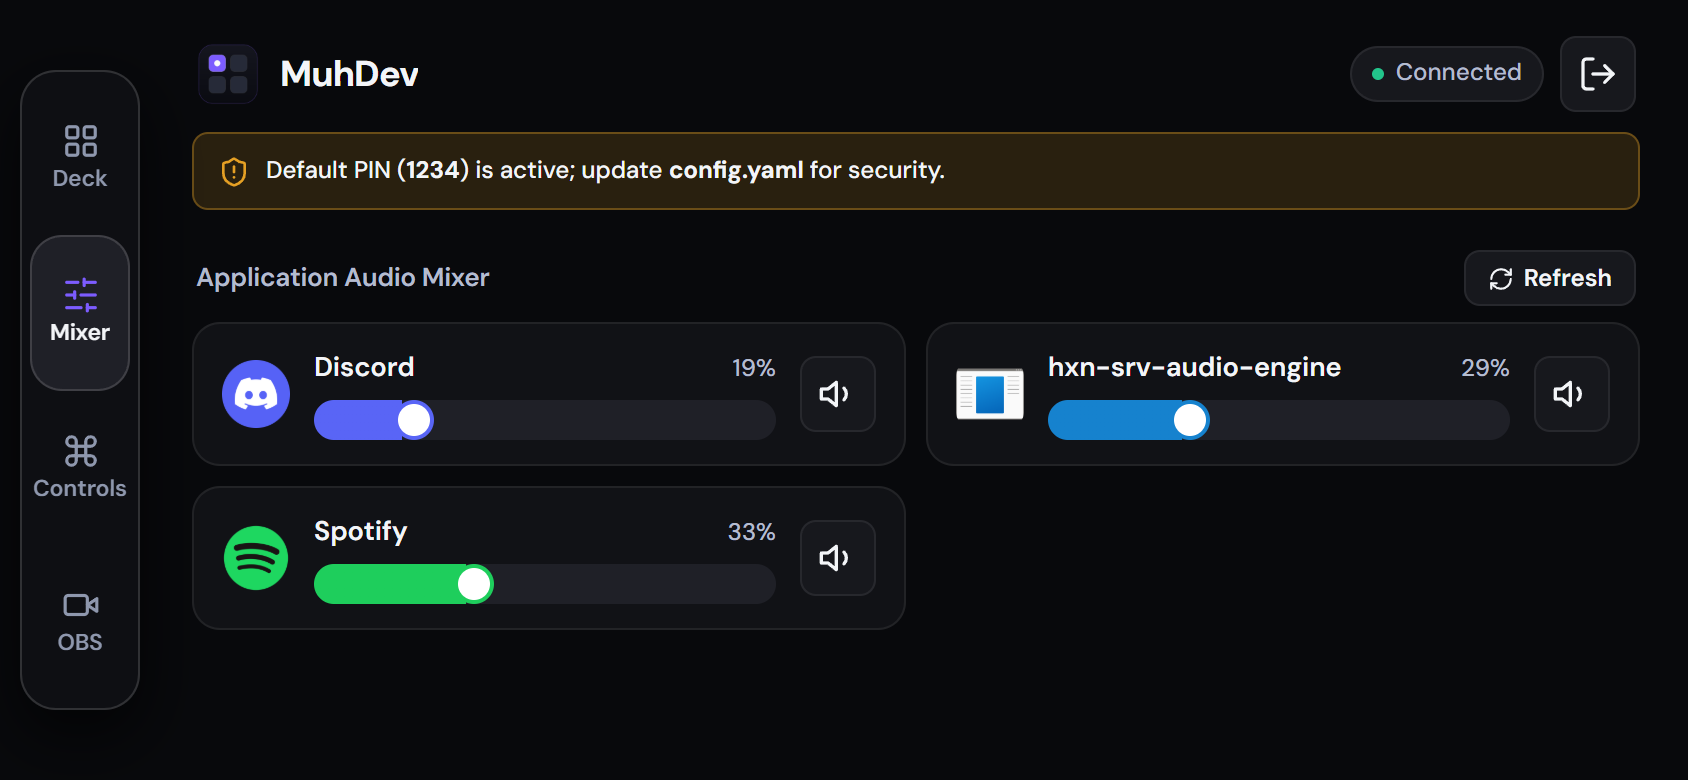 MuhDev
Connected
Default PIN (1234) is active; update config.yaml for security.
Deck
Mixer
Controls
OBS
Application Audio Mixer
Refresh
Discord
19%
hxn-srv-audio-engine
29%
Spotify
33%